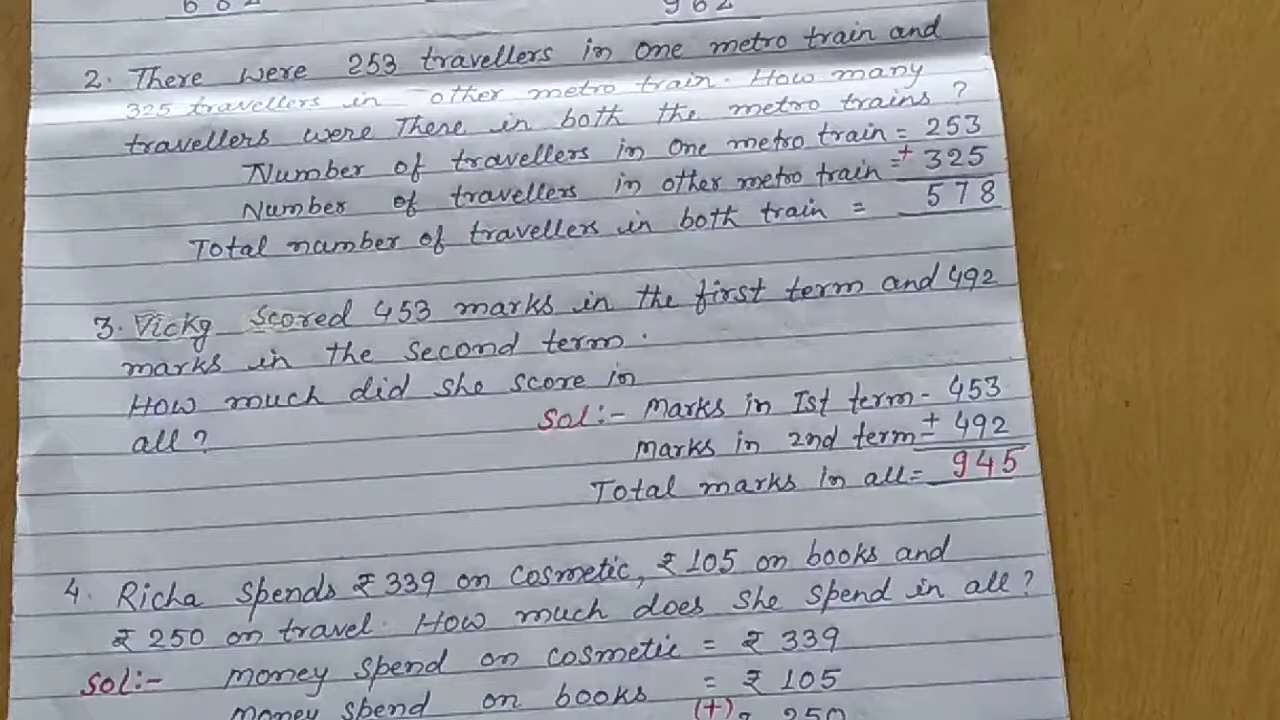 2. There were 253 travellers in one metro train and
325 travellers in other metro train. How many
travellers were There in both the metro trains ?
Number of travellers in one metro train = 253
Number of travellers in other metro train = + 325
Total number of travellers in both train = 578
3. Vicky Scored 453 marks in the first term and 492
marks in the second term.
How much did she score in
all ?
Sol:- Marks in Ist term - 453
Marks in 2nd term = + 492
Total marks in all = 945
4. Richa spends ₹ 339 on cosmetic, ₹ 105 on books and
₹ 250 on travel. How much does she spend in all ?
Sol:- money spend on cosmetic = ₹ 339
money spend on books = ₹ 105
(+) 250